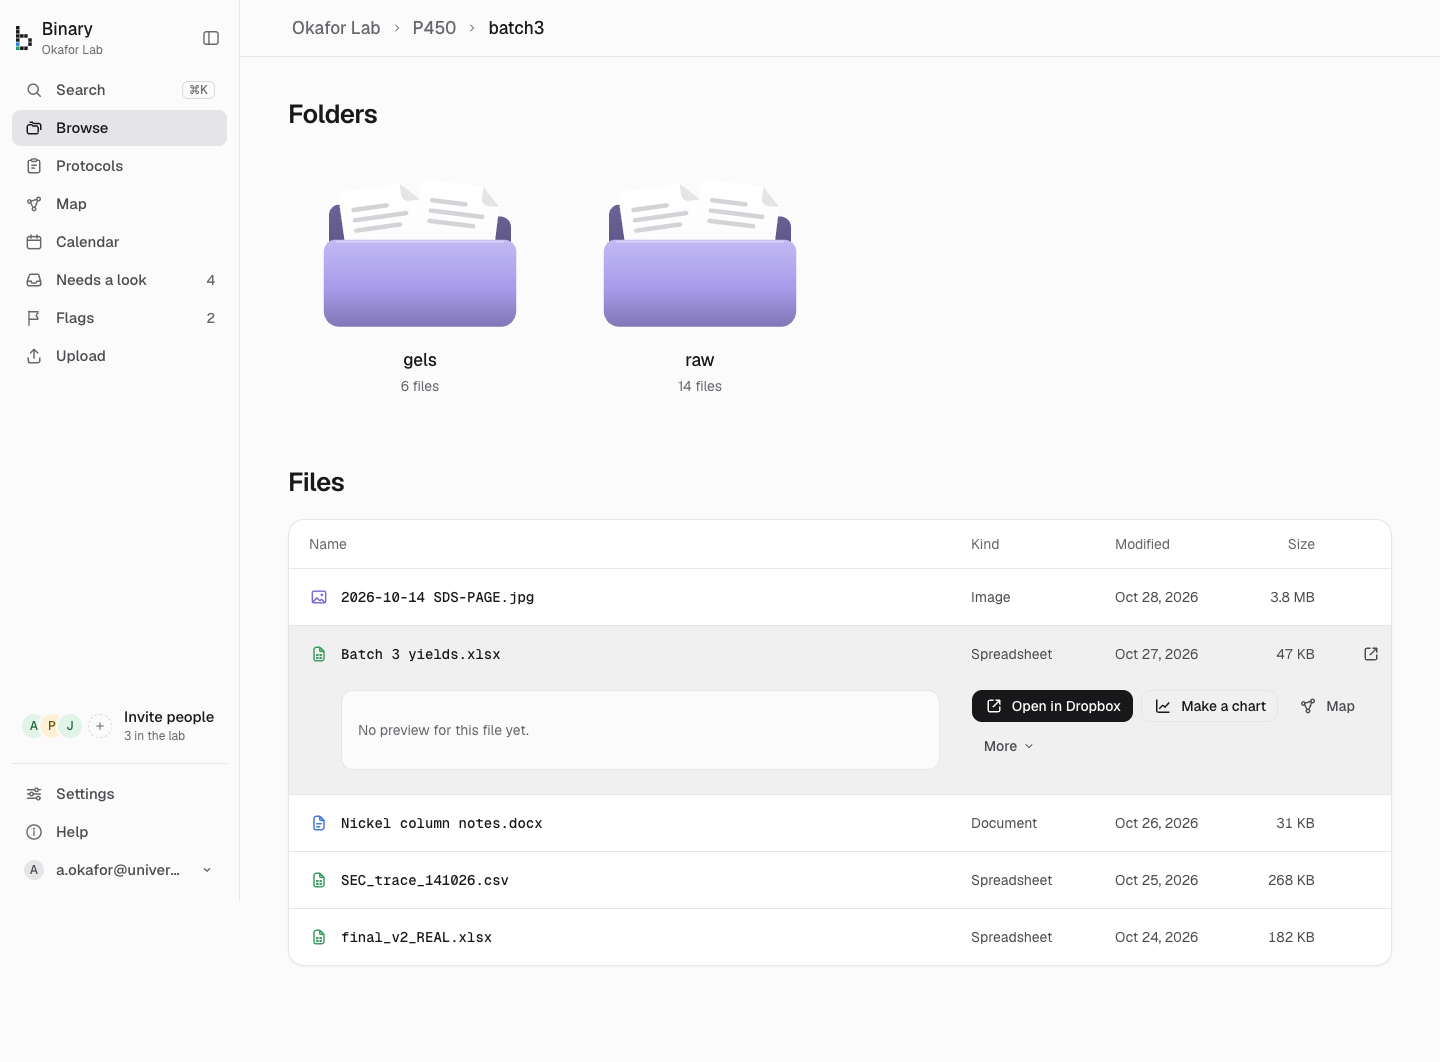 Binary
Okafor Lab
Search ⌘K
Browse
Protocols
Map
Calendar
Needs a look 4
Flags 2
Upload
A P J + Invite people
3 in the lab
Settings
Help
A a.okafor@univer...
Okafor Lab > P450 > batch3
Folders
gels
6 files
raw
14 files
Files
Name Kind Modified Size
2026-10-14 SDS-PAGE.jpg Image Oct 28, 2026 3.8 MB
Batch 3 yields.xlsx Spreadsheet Oct 27, 2026 47 KB
No preview for this file yet.
Open in Dropbox Make a chart Map
More
Nickel column notes.docx Document Oct 26, 2026 31 KB
SEC_trace_141026.csv Spreadsheet Oct 25, 2026 268 KB
final_v2_REAL.xlsx Spreadsheet Oct 24, 2026 182 KB